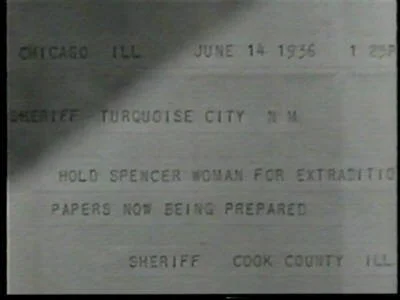 CHICAGO ILL JUNE 14 1936 1 25P
SHERIFF TURQUOISE CITY N M
HOLD SPENCER WOMAN FOR EXTRADITIO
PAPERS NOW BEING PREPARED
SHERIFF COOK COUNTY ILL